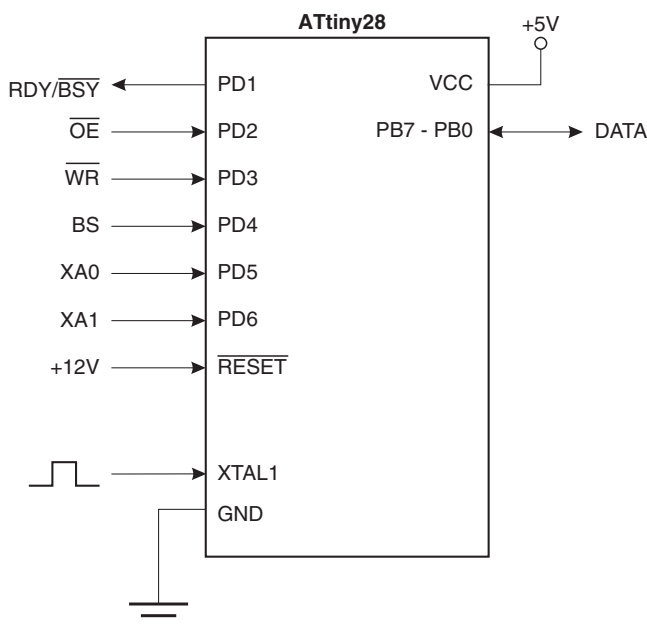 ATtiny28
+5V
RDY/BSY PD1 VCC
OE PD2 PB7 - PB0 DATA
WR PD3
BS PD4
XA0 PD5
XA1 PD6
+12V RESET
XTAL1
GND